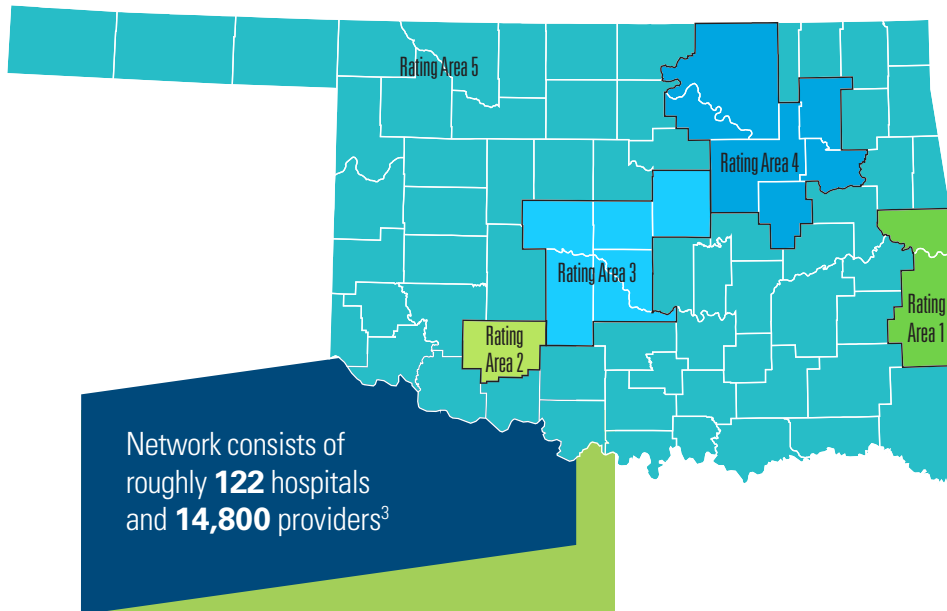 Rating Area 5
Rating Area 4
Rating Area 3
Rating
Area 1
Rating
Area 2
Network consists of
roughly 122 hospitals
and 14,800 providers³